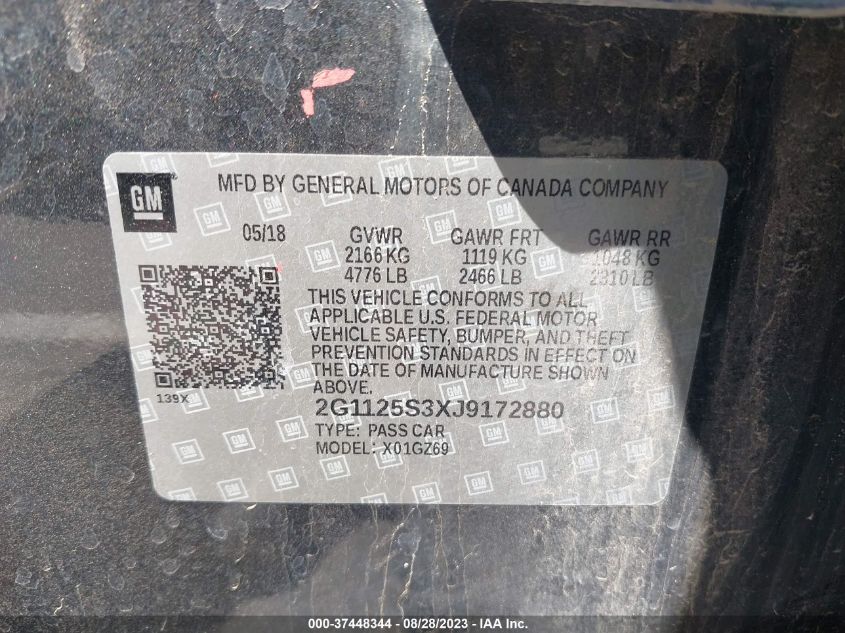 GM
MFD BY GENERAL MOTORS OF CANADA COMPANY
05/18 GVWR GAWR FRT GAWR RR
2166 KG 1119 KG 1048 KG
4776 LB 2466 LB 2310 LB
THIS VEHICLE CONFORMS TO ALL
APPLICABLE U.S. FEDERAL MOTOR
VEHICLE SAFETY, BUMPER, AND THEFT
PREVENTION STANDARDS IN EFFECT ON
THE DATE OF MANUFACTURE SHOWN
ABOVE.
139X
2G1125S3XJ9172880
TYPE: PASS CAR
MODEL: X01GZ69
000-37448344 / 08/28/2023 - IAA Inc.